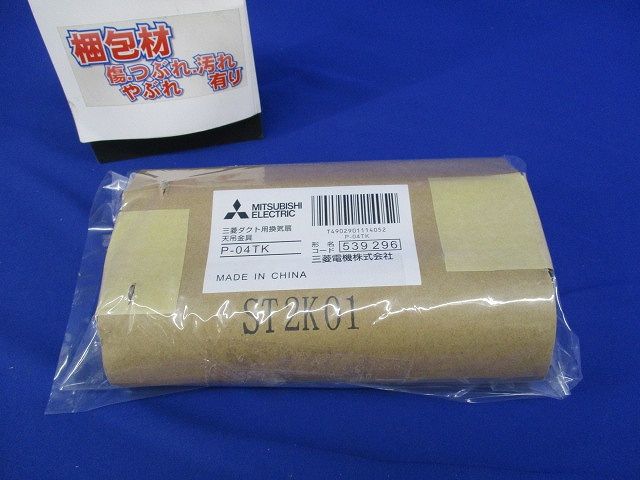 梱包材
傷.つぶれ.汚れ
やぶれ 有り
MITSUBISHI
ELECTRIC
三菱ダクト用換気扇
天吊金具
P-04TK
MADE IN CHINA
T4902901114052
P-04TK
形名
コード 539 296
三菱電機株式会社
ST2K01